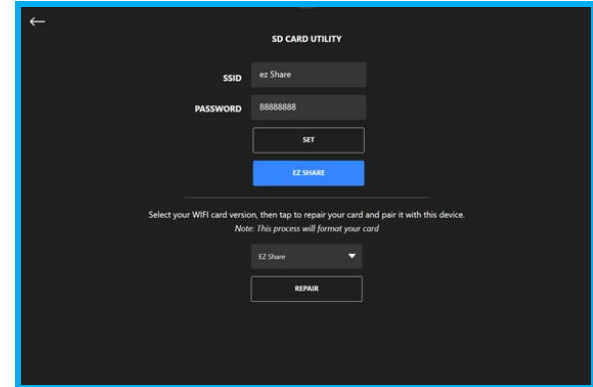 SD CARD UTILITY
SSID ez Share
PASSWORD 88888888
SET
EZ SHARE
Select your WIFI card version, then tap to repair your card and pair it with this device.
Note: This process will format your card
EZ Share
REPAIR